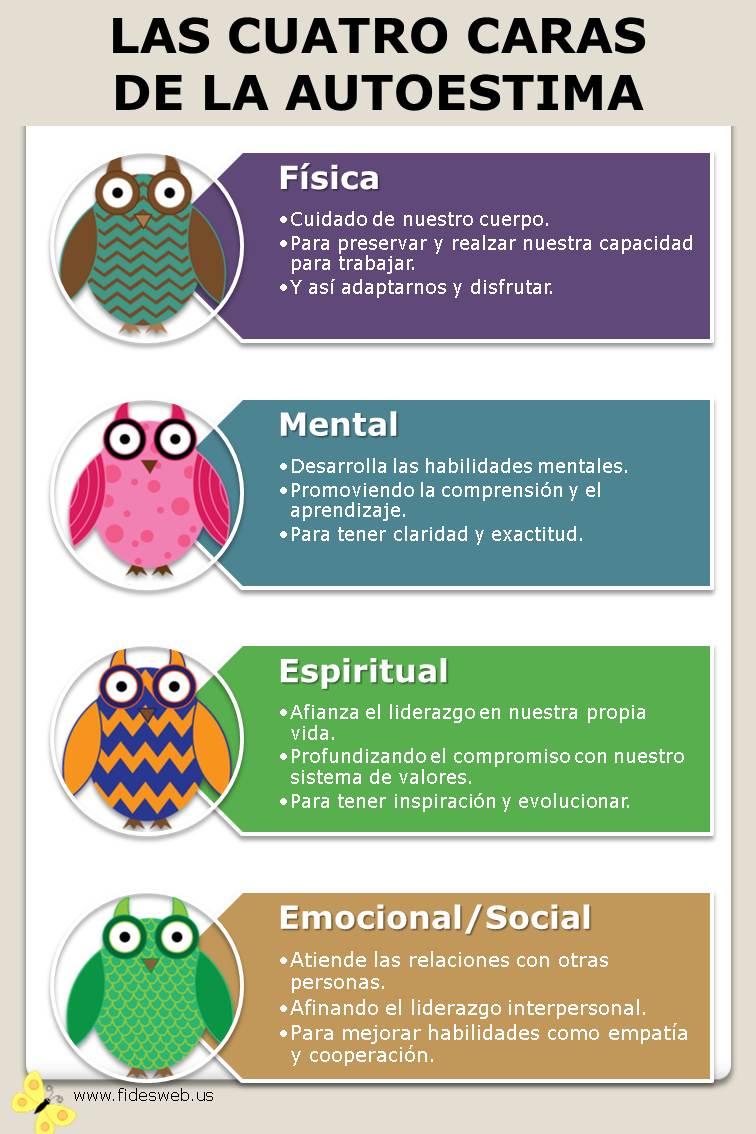 LAS CUATRO CARAS
DE LA AUTOESTIMA
Física
•Cuidado de nuestro cuerpo.
•Para preservar y realzar nuestra capacidad
para trabajar.
•Y así adaptarnos y disfrutar.
Mental
•Desarrolla las habilidades mentales.
•Promoviendo la comprensión y el
aprendizaje.
•Para tener claridad y exactitud.
Espiritual
•Afianza el liderazgo en nuestra propia
vida.
•Profundizando el compromiso con nuestro
sistema de valores.
•Para tener inspiración y evolucionar.
Emocional/Social
•Atiende las relaciones con otras
personas.
•Afinando el liderazgo interpersonal.
•Para mejorar habilidades como empatía
y cooperación.
www.fidesweb.us